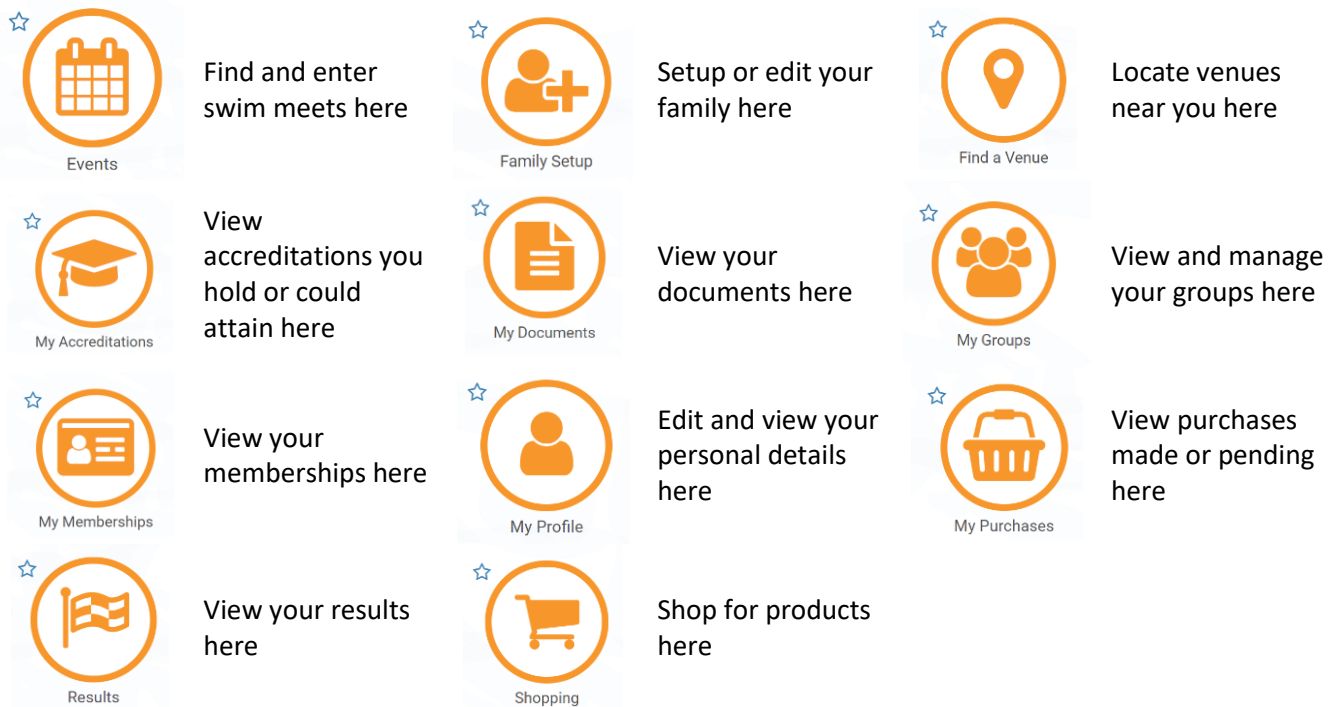 Find and enter
swim meets here
Events
Setup or edit your
family here
Family Setup
Locate venues
near you here
Find a Venue
View
accreditations you
hold or could
attain here
My Accreditations
View your
documents here
My Documents
View and manage
your groups here
My Groups
View your
memberships here
My Memberships
Edit and view your
personal details
here
My Profile
View purchases
made or pending
here
My Purchases
View your results
here
Results
Shop for products
here
Shopping